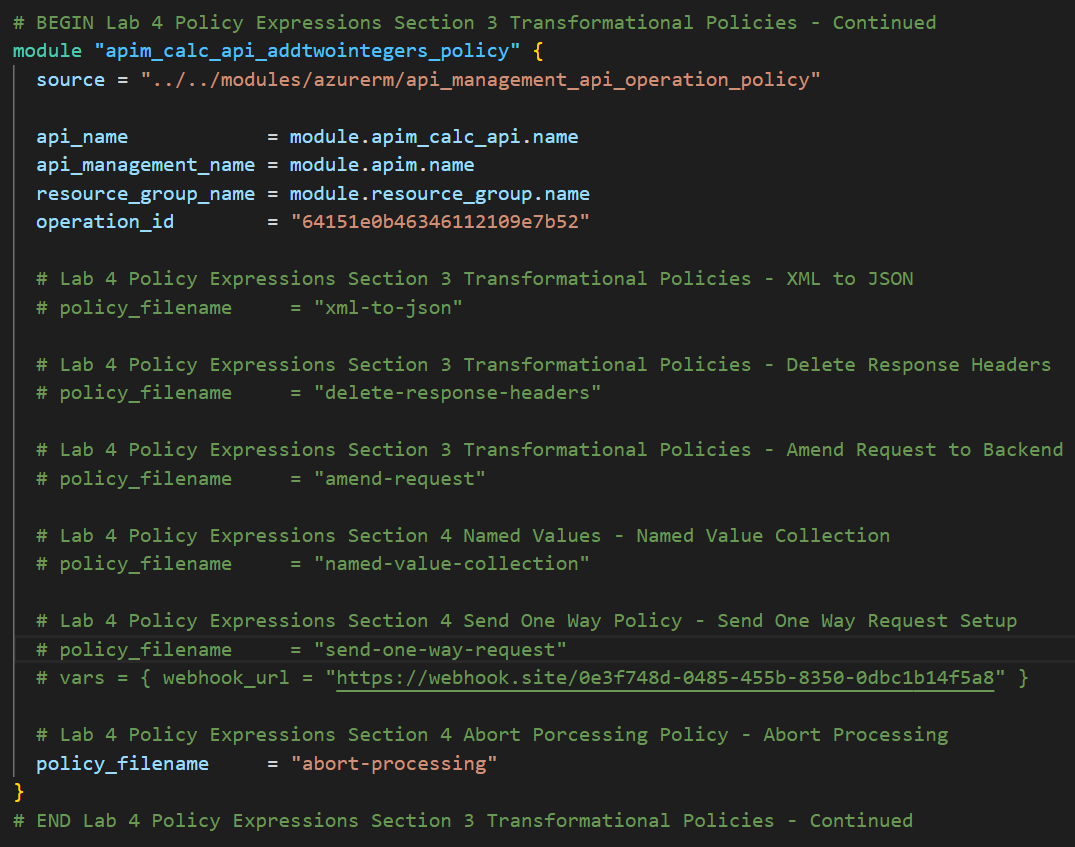 # BEGIN Lab 4 Policy Expressions Section 3 Transformational Policies - Continued
module "apim_calc_api_addtwointegers_policy" {
  source = "../../modules/azurerm/api_management_api_operation_policy"

  api_name            = module.apim_calc_api.name
  api_management_name = module.apim.name
  resource_group_name = module.resource_group.name
  operation_id        = "64151e0b46346112109e7b52"

  # Lab 4 Policy Expressions Section 3 Transformational Policies - XML to JSON
  # policy_filename     = "xml-to-json"

  # Lab 4 Policy Expressions Section 3 Transformational Policies - Delete Response Headers
  # policy_filename     = "delete-response-headers"

  # Lab 4 Policy Expressions Section 3 Transformational Policies - Amend Request to Backend
  # policy_filename     = "amend-request"

  # Lab 4 Policy Expressions Section 4 Named Values - Named Value Collection
  # policy_filename     = "named-value-collection"

  # Lab 4 Policy Expressions Section 4 Send One Way Policy - Send One Way Request Setup
  # policy_filename     = "send-one-way-request"
  # vars = { webhook_url = "https://webhook.site/0e3f748d-0485-455b-8350-0dbc1b14f5a8" }

  # Lab 4 Policy Expressions Section 4 Abort Porcessing Policy - Abort Processing
  policy_filename     = "abort-processing"
}
# END Lab 4 Policy Expressions Section 3 Transformational Policies - Continued